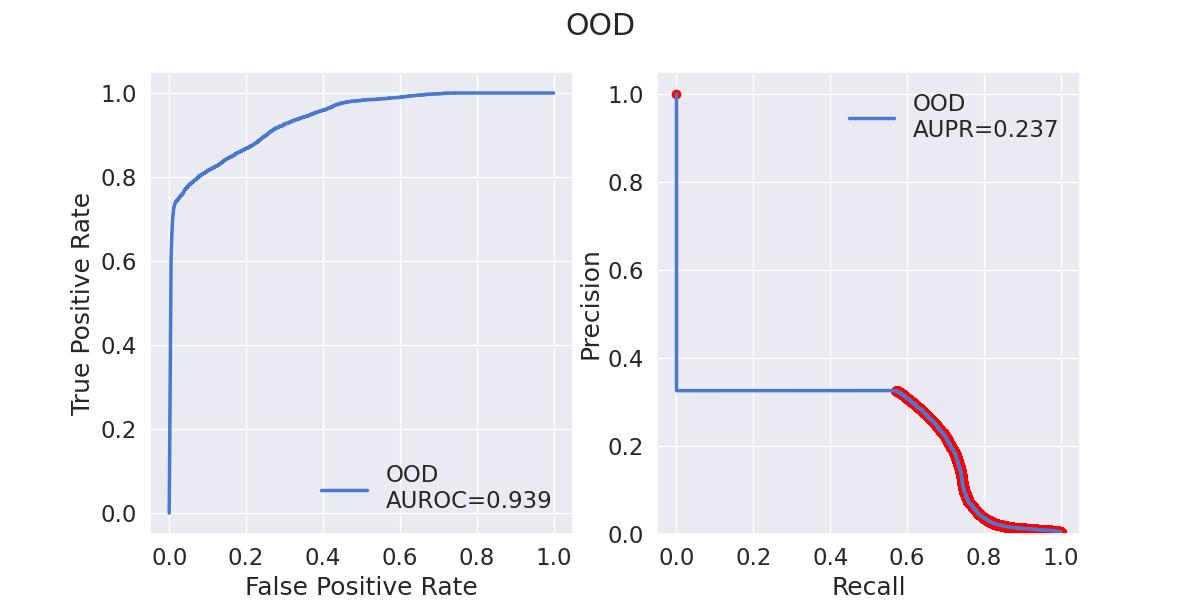 OOD
True Positive Rate
1.0
0.8
0.6
0.4
0.2
0.0
OOD
AUROC=0.939
0.0 0.2 0.4 0.6 0.8 1.0
False Positive Rate
Precision
1.0
0.8
0.6
0.4
0.2
0.0
OOD
AUPR=0.237
0.0 0.2 0.4 0.6 0.8 1.0
Recall